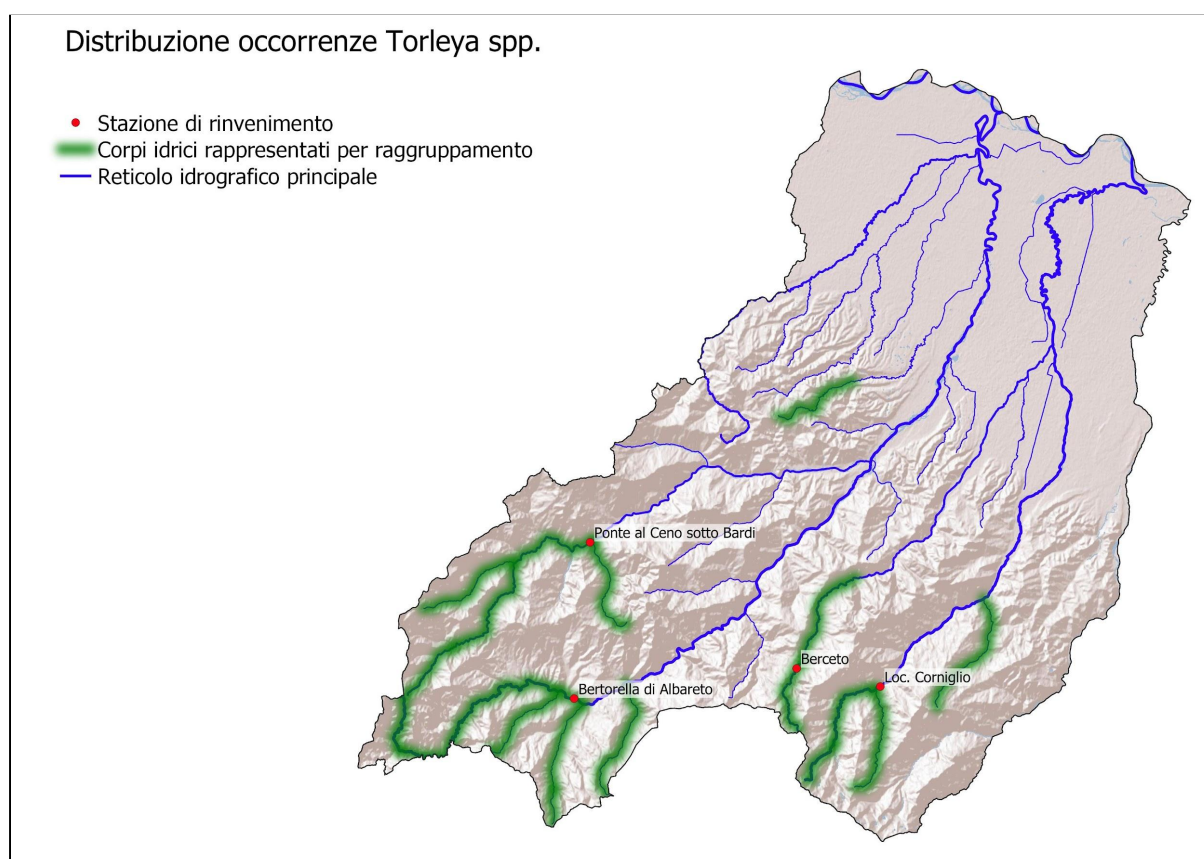 Distribuzione occorrenze Torleya spp.
Stazione di rinvenimento
Corpi idrici rappresentati per raggruppamento
Reticolo idrografico principale
Ponte al Ceno sotto Bardi
Berceto
Loc. Corniglio
Bertorella di Albareto